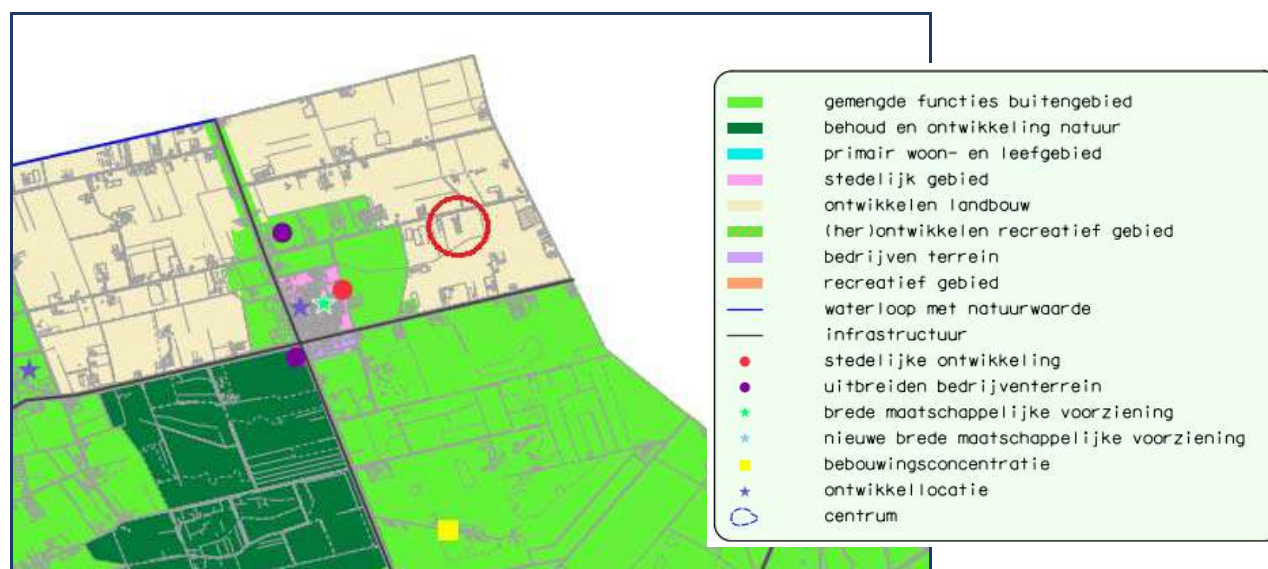 gemengde functies buitengebied
behoud en ontwikkeling natuur
primair woon- en leefgebied
stedelijk gebied
ontwikkelen landbouw
(her)ontwikkelen recreatief gebied
bedrijven terrein
recreatief gebied
waterloop met natuurwaarde
infrastructuur
stedelijke ontwikkeling
uitbreiden bedrijventerrein
brede maatschappelijke voorziening
nieuwe brede maatschappelijke voorziening
bebouwingsconcentratie
ontwikkellocatie
centrum